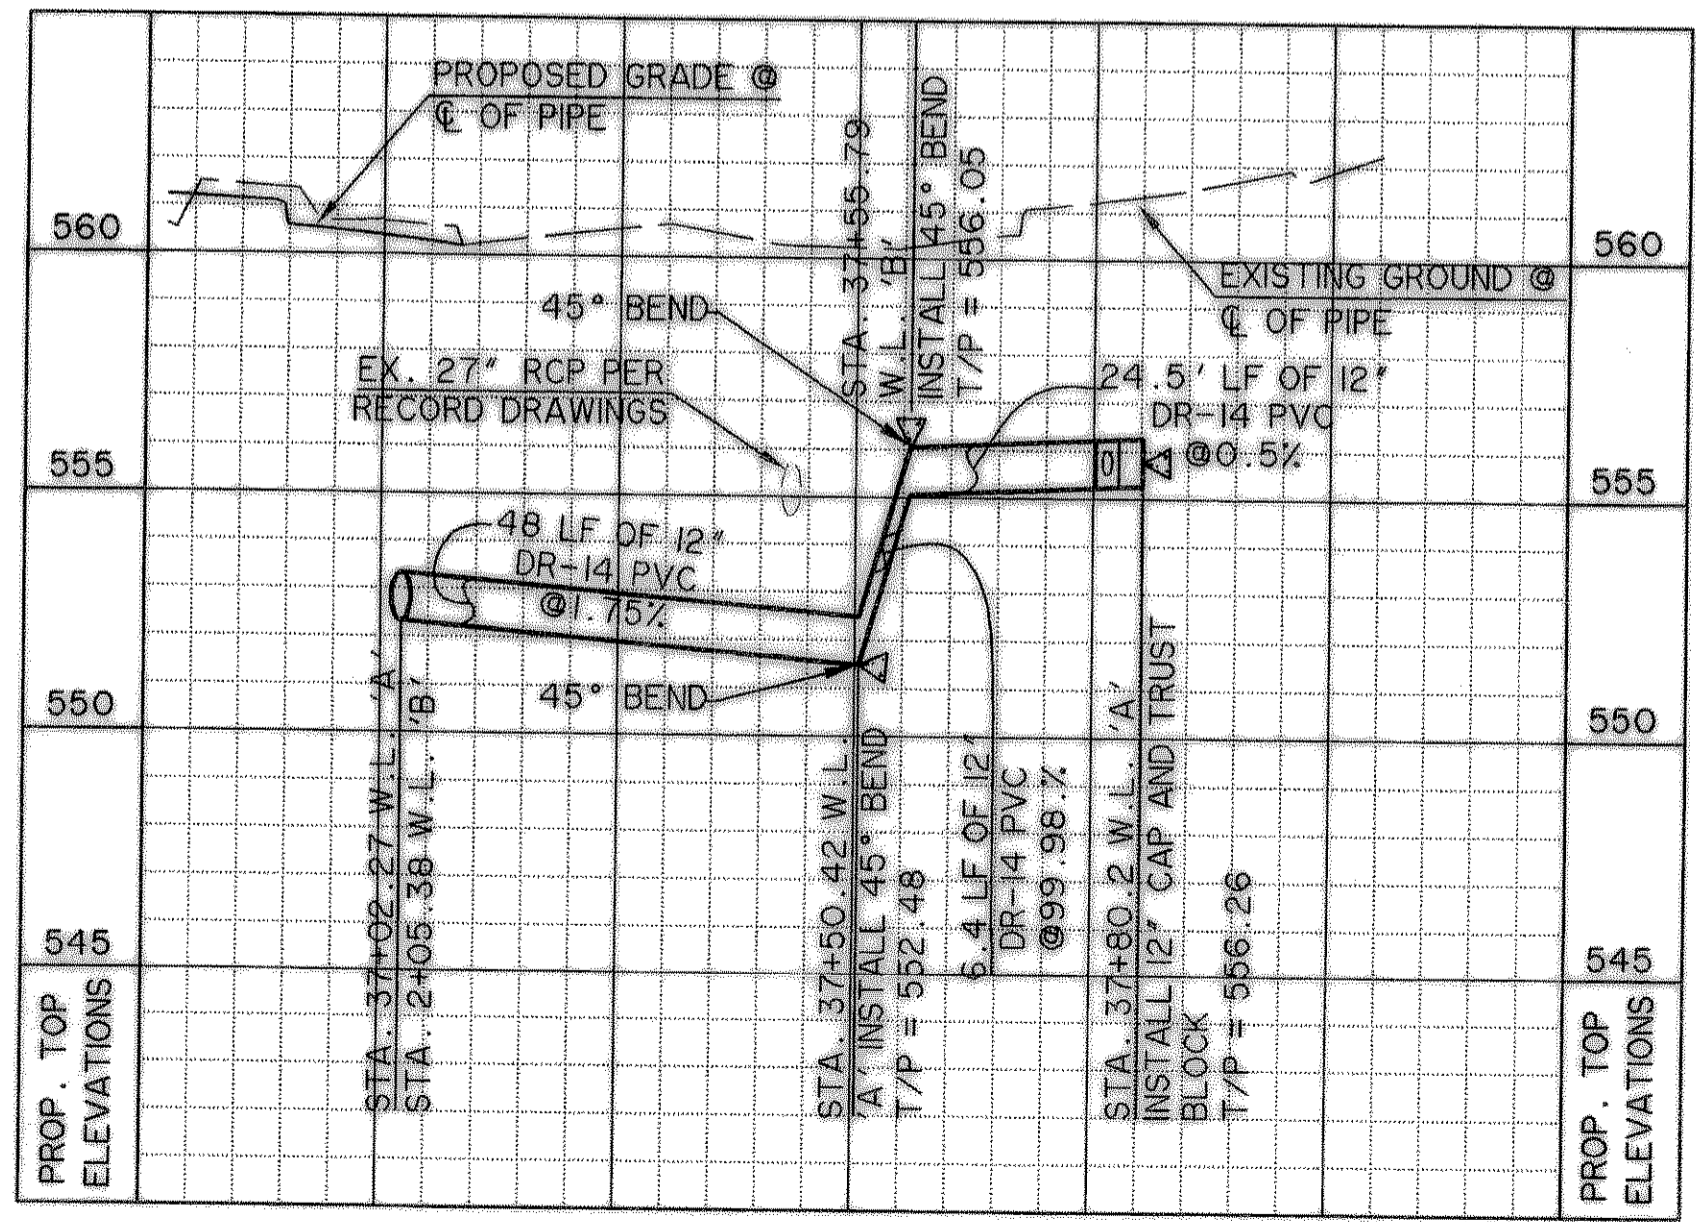 PROPOSED GRADE @
℄ OF PIPE
STA. 37+55.79
W.L. 'B'
INSTALL 45° BEND
T/P = 556.05
560
560
EXISTING GROUND @
℄ OF PIPE
45° BEND
EX. 27" RCP PER
RECORD DRAWINGS
24.5' LF OF 12"
DR-14 PVC
@0.5%
555
555
48 LF OF 12"
DR-14 PVC
@1.75%
45° BEND
550
550
STA. 37+02.27 W.L. 'A'
STA. 2+05.38 W.L. 'B'
STA. 37+50.42 W.L.
'A' INSTALL 45° BEND
T/P = 552.48
6.4 LF OF 12"
DR-14 PVC
@99.98.%
STA. 37+80.2 W.L. 'A'
INSTALL 12" CAP AND TRUST
BLOCK
T/P = 556.26
545
545
PROP. TOP
ELEVATIONS
PROP. TOP
ELEVATIONS